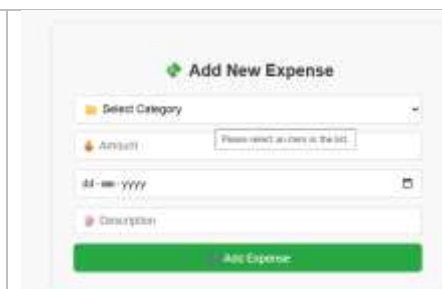 Add New Expense
Select Category
Please select an item in the list.
Amount
dd-mm-yyyy
Description
Add Expense